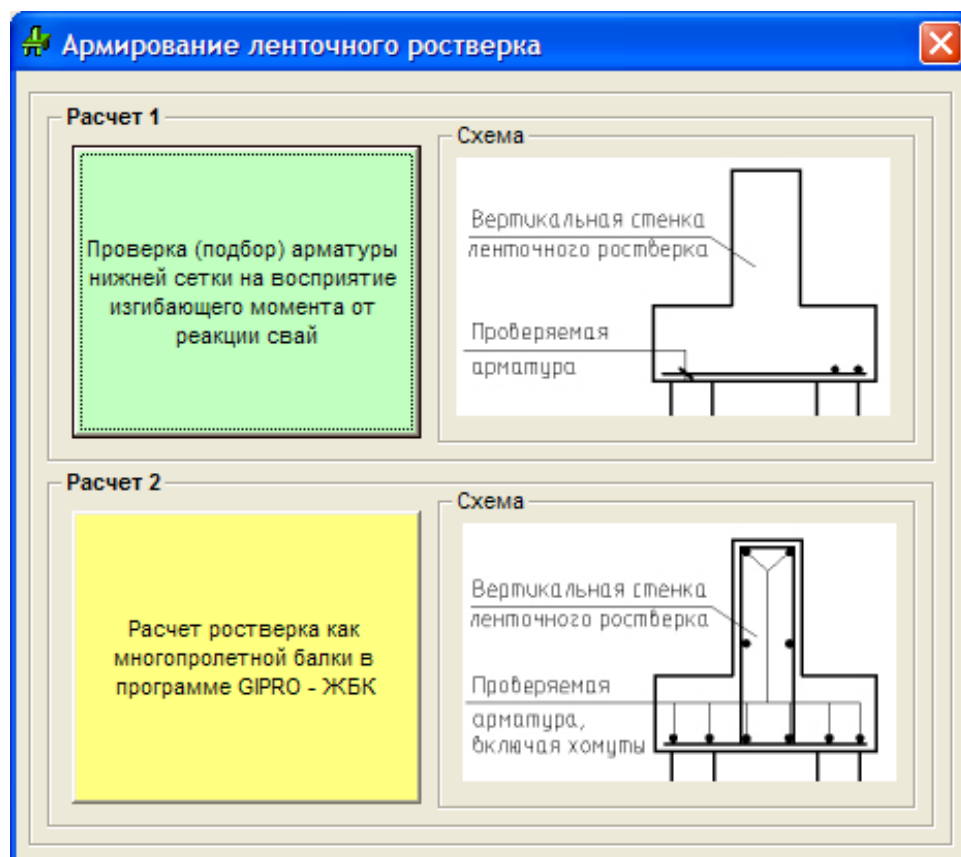 Армирование ленточного ростверка
Расчет 1
Проверка (подбор) арматуры
нижней сетки на восприятие
изгибающего момента от
реакции свай
Схема
Вертикальная стенка
ленточного ростверка
Проверяемая
арматура
Расчет 2
Расчет ростверка как
многопролетной балки в
программе GIPRO - ЖБК
Схема
Вертикальная стенка
ленточного ростверка
Проверяемая
арматура,
включая хомуты